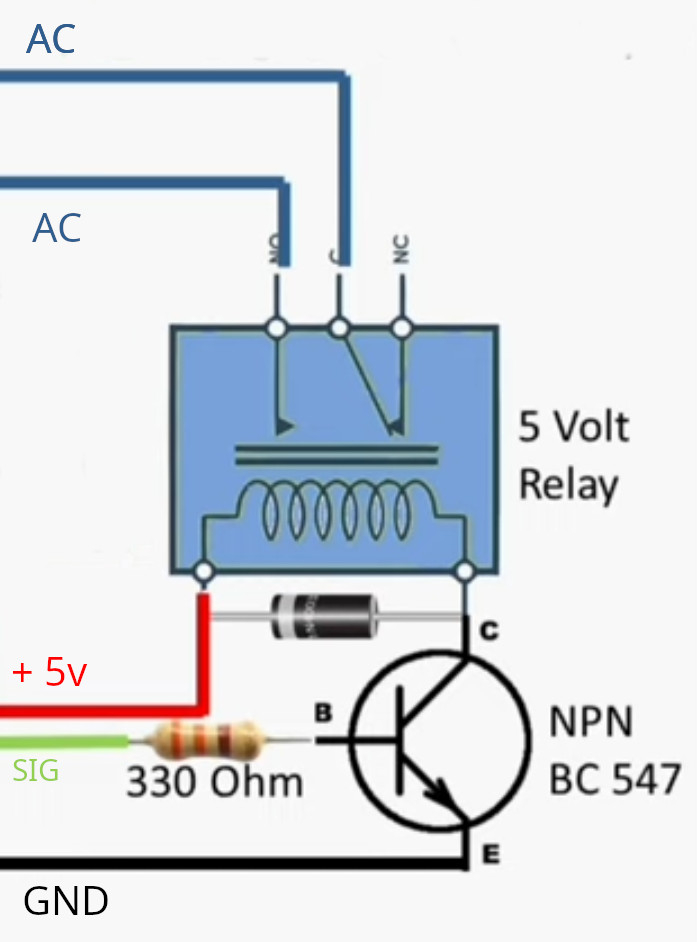 AC
AC
NO
C
NC
5 Volt
Relay
C
+ 5v
B
NPN
SIG
330 Ohm
BC 547
E
GND